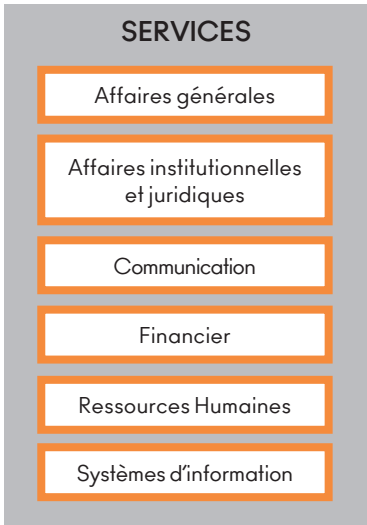 SERVICES
Affaires générales
Affaires institutionnelles
et juridiques
Communication
Financier
Ressources Humaines
Systèmes d'information